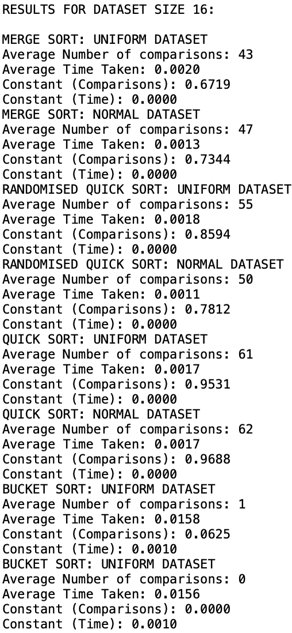 RESULTS FOR DATASET SIZE 16:
MERGE SORT: UNIFORM DATASET
Average Number of comparisons: 43
Average Time Taken: 0.0020
Constant (Comparisons): 0.6719
Constant (Time): 0.0000
MERGE SORT: NORMAL DATASET
Average Number of comparisons: 47
Average Time Taken: 0.0013
Constant (Comparisons): 0.7344
Constant (Time): 0.0000
RANDOMISED QUICK SORT: UNIFORM DATASET
Average Number of comparisons: 55
Average Time Taken: 0.0018
Constant (Comparisons): 0.8594
Constant (Time): 0.0000
RANDOMISED QUICK SORT: NORMAL DATASET
Average Number of comparisons: 50
Average Time Taken: 0.0011
Constant (Comparisons): 0.7812
Constant (Time): 0.0000
QUICK SORT: UNIFORM DATASET
Average Number of comparisons: 61
Average Time Taken: 0.0017
Constant (Comparisons): 0.9531
Constant (Time): 0.0000
QUICK SORT: NORMAL DATASET
Average Number of comparisons: 62
Average Time Taken: 0.0017
Constant (Comparisons): 0.9688
Constant (Time): 0.0000
BUCKET SORT: UNIFORM DATASET
Average Number of comparisons: 1
Average Time Taken: 0.0158
Constant (Comparisons): 0.0625
Constant (Time): 0.0010
BUCKET SORT: UNIFORM DATASET
Average Number of comparisons: 0
Average Time Taken: 0.0156
Constant (Comparisons): 0.0000
Constant (Time): 0.0010